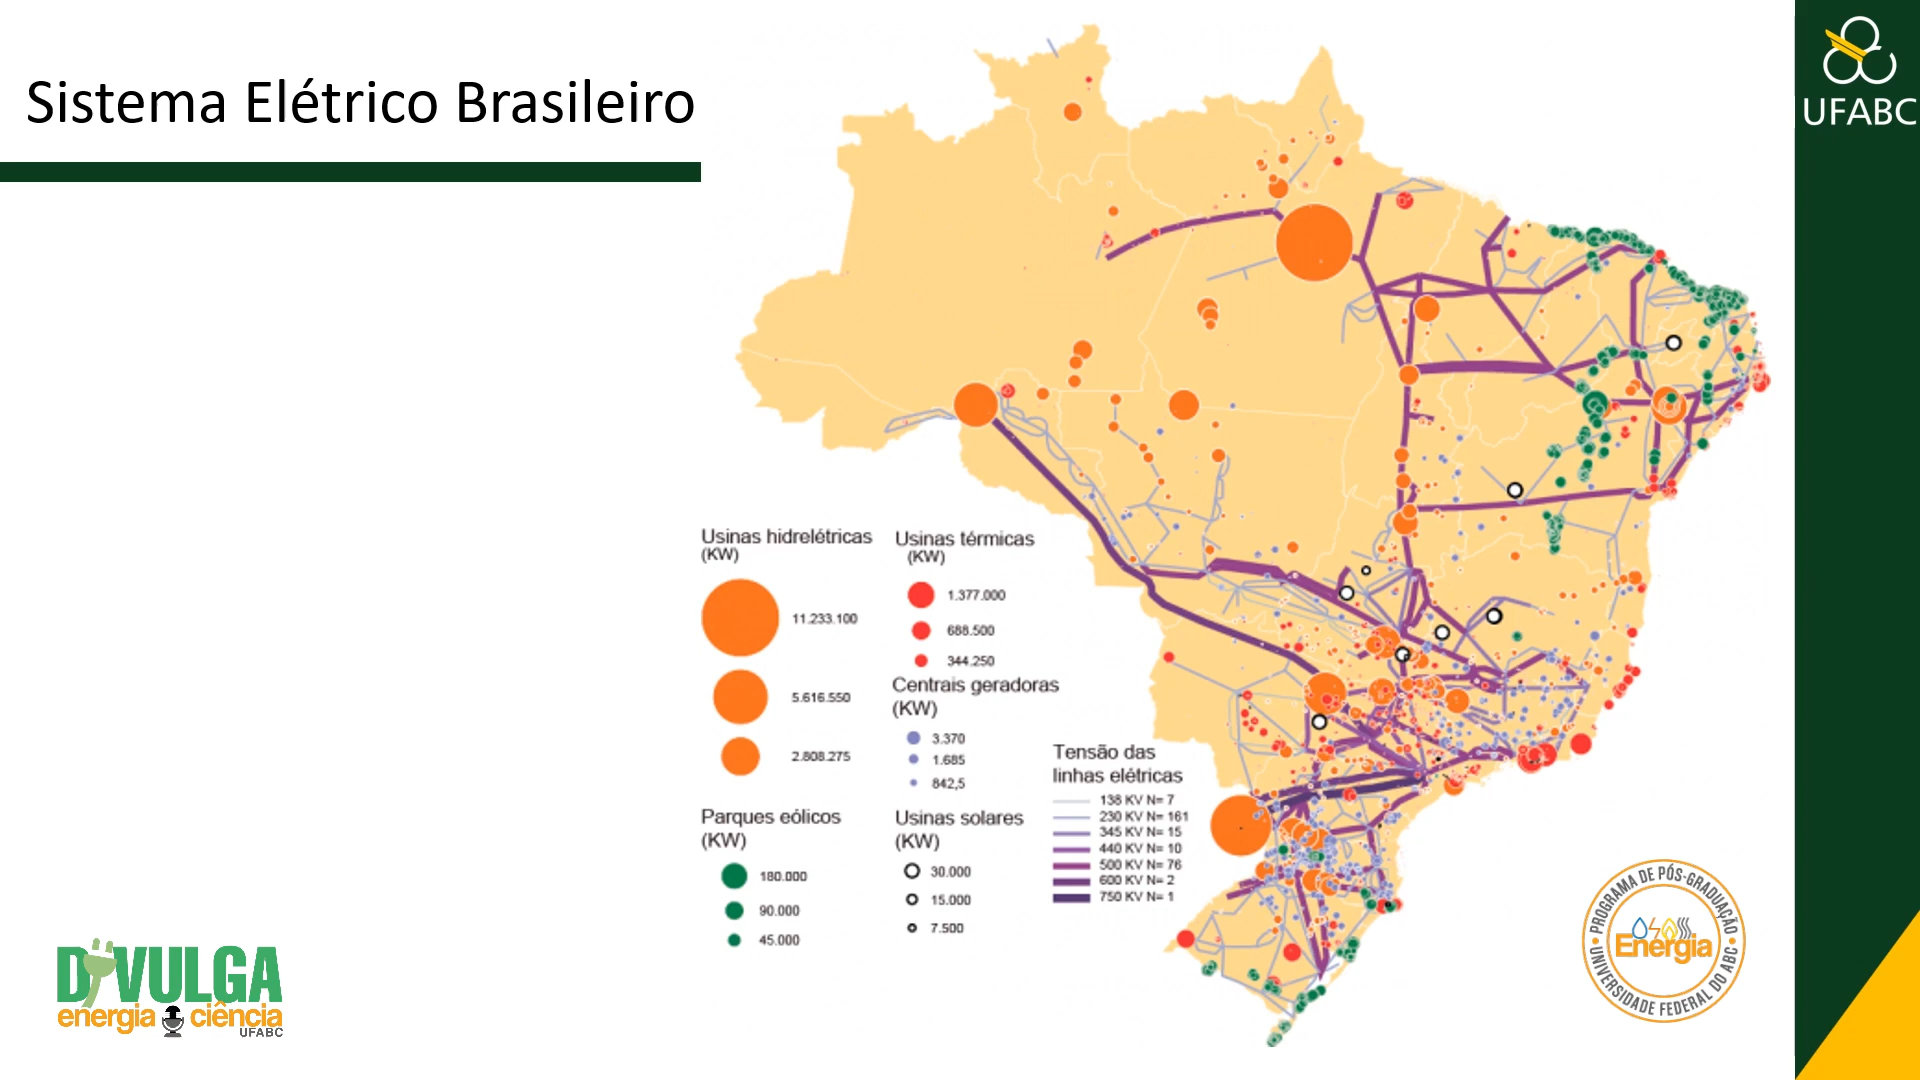 Sistema Elétrico Brasileiro
UFABC
Usinas hidrelétricas
(KW)
11.233.100
5.616.550
2.808.275
Usinas térmicas
(KW)
1.377.000
688.500
344.250
Centrais geradoras
(KW)
3.370
1.685
842,5
Parques eólicos
(KW)
180.000
90.000
45.000
Usinas solares
(KW)
30.000
15.000
7.500
Tensão das
linhas elétricas
138 KV N= 7
230 KV N= 161
345 KV N= 15
440 KV N= 10
500 KV N= 76
600 KV N= 2
750 KV N= 1
DIVULGA
energia ciência
UFABC
PROGRAMA DE PÓS-GRADUAÇÃO
Energia
UNIVERSIDADE FEDERAL DO ABC